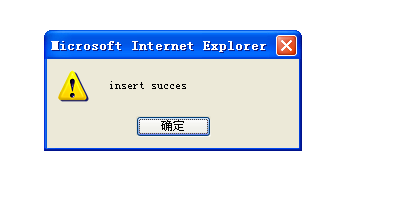 Microsoft Internet Explorer
insert succes
确定